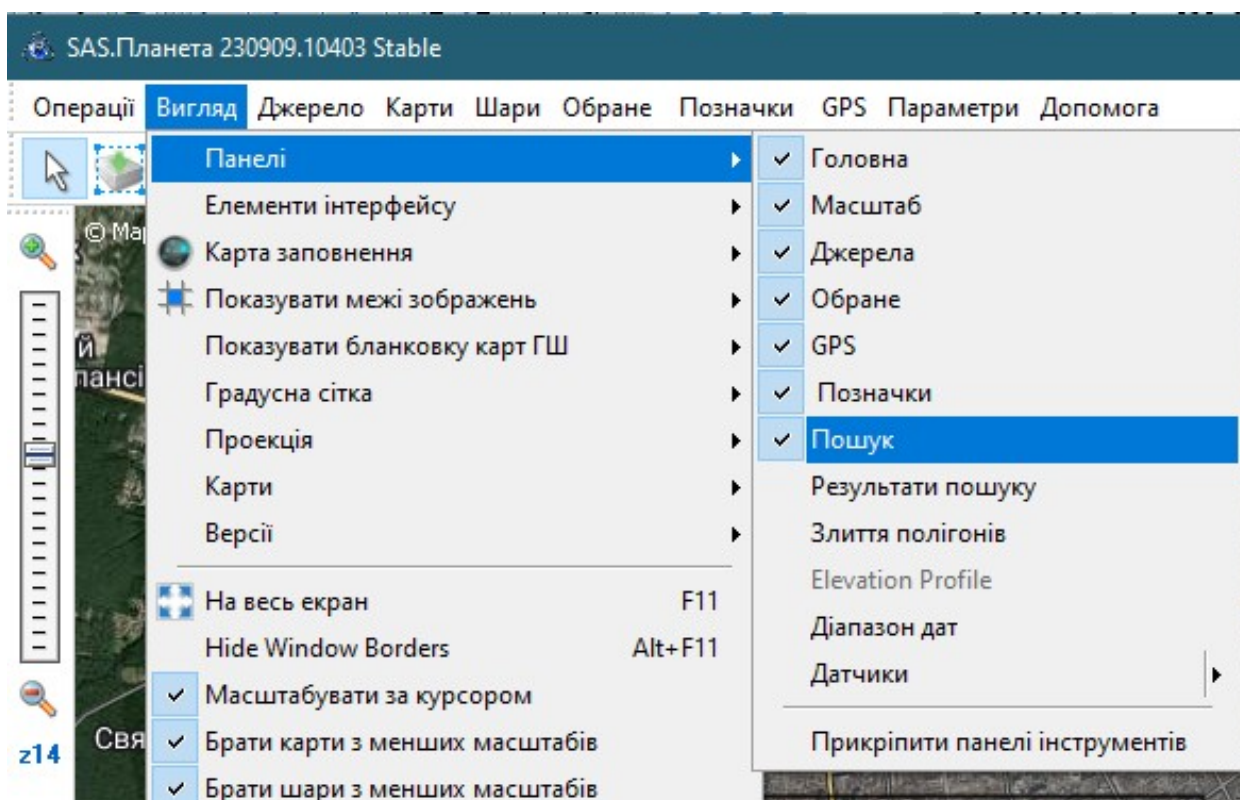 SAS.Планета 230909.10403 Stable
Операції Вигляд Джерело Карти Шари Обране Позначки GPS Параметри Допомога
Панелі
Елементи інтерфейсу
Карта заповнення
Показувати межі зображень
Показувати бланковку карт ГШ
Градусна сітка
Проекція
Карти
Версії
На весь екран F11
Hide Window Borders Alt+F11
Масштабувати за курсором
Брати карти з менших масштабів
Брати шари з менших масштабів
Головна
Масштаб
Джерела
Обране
GPS
Позначки
Пошук
Результати пошуку
Злиття полігонів
Elevation Profile
Діапазон дат
Датчики
Прикріпити панелі інструментів
z14